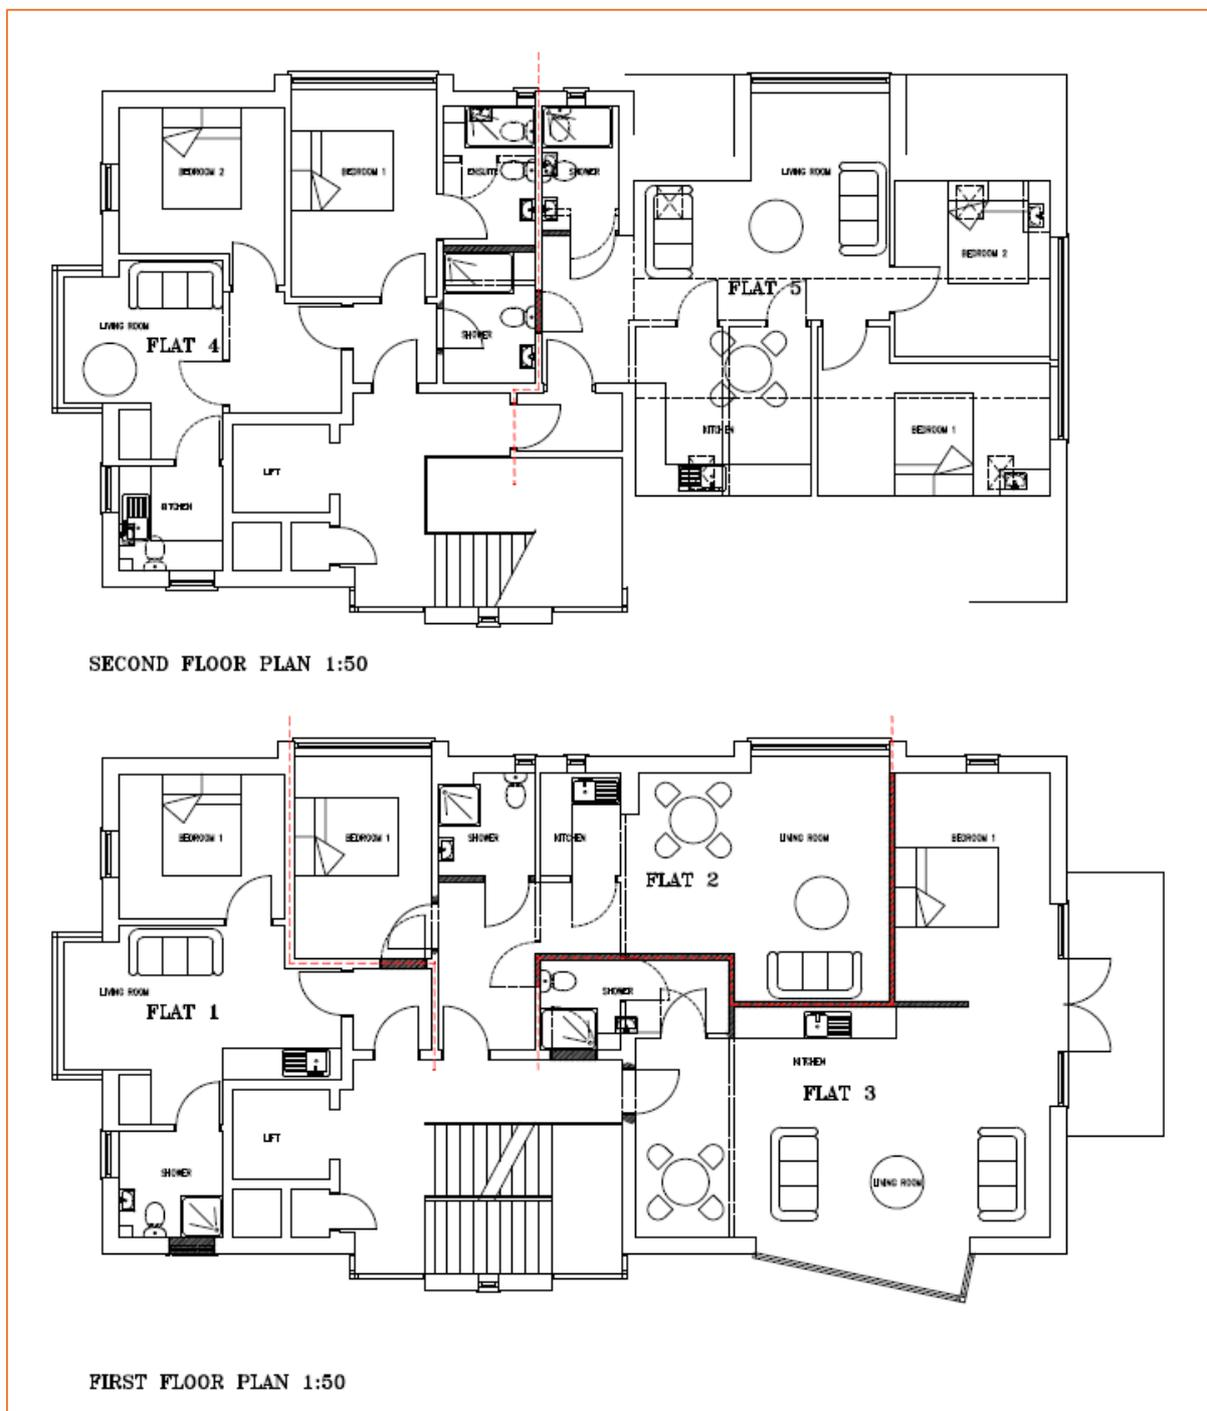 BEDROOM 2
BEDROOM 1
ENSUITE
SHOWER
LIVING ROOM
BEDROOM 2
FLAT 5
LIVING ROOM
FLAT 4
SHOWER
KITCHEN
BEDROOM 1
LIFT
KITCHEN
SECOND FLOOR PLAN 1:50
BEDROOM 1
BEDROOM 1
SHOWER
KITCHEN
LIVING ROOM
BEDROOM 1
FLAT 2
LIVING ROOM
SHOWER
FLAT 1
KITCHEN
FLAT 3
LIFT
SHOWER
LIVING ROOM
FIRST FLOOR PLAN 1:50